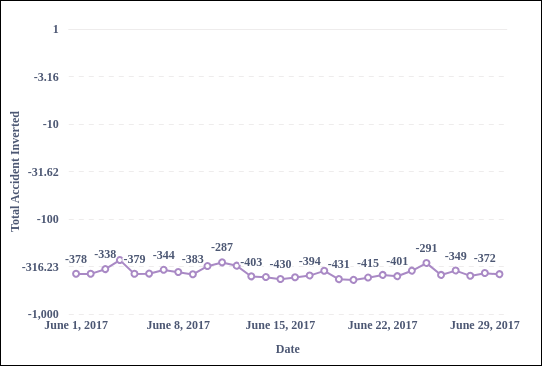 1
-3.16
-10
-31.62
-100
-316.23
-1,000
Total Accident Inverted
-378 -338 -379 -344 -383 -287 -403 -430 -394 -431 -415 -401 -291 -349 -372
June 1, 2017 June 8, 2017 June 15, 2017 June 22, 2017 June 29, 2017
Date